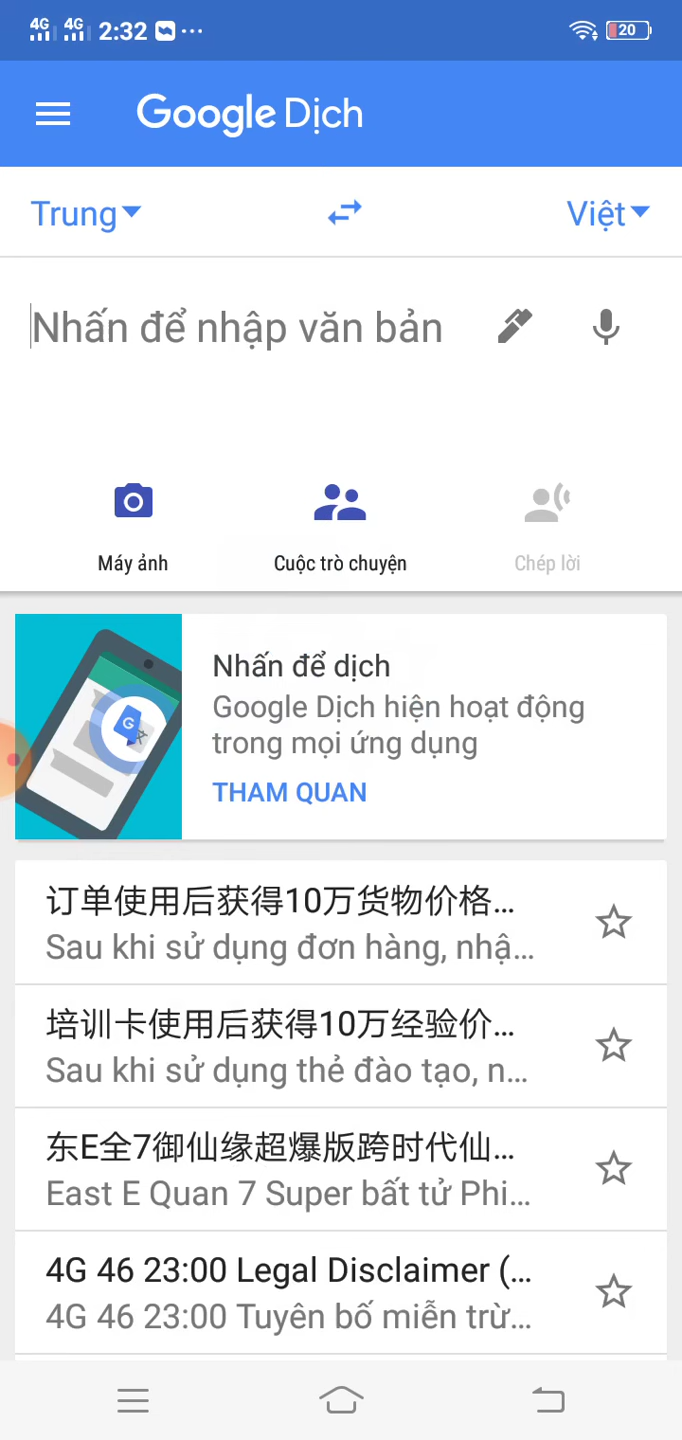 4G 4G 2:32 20
Google Dịch
Trung Việt
Nhấn để nhập văn bản
Máy ảnh Cuộc trò chuyện Chép lời
Nhấn để dịch
Google Dịch hiện hoạt động
trong mọi ứng dụng
THAM QUAN
订单使用后获得10万货物价格...
Sau khi sử dụng đơn hàng, nhậ...
培训卡使用后获得10万经验价...
Sau khi sử dụng thẻ đào tạo, n...
东E全7御仙缘超爆版跨时代仙...
East E Quan 7 Super bất tử Phi...
4G 46 23:00 Legal Disclaimer (...
4G 46 23:00 Tuyên bố miễn trừ...